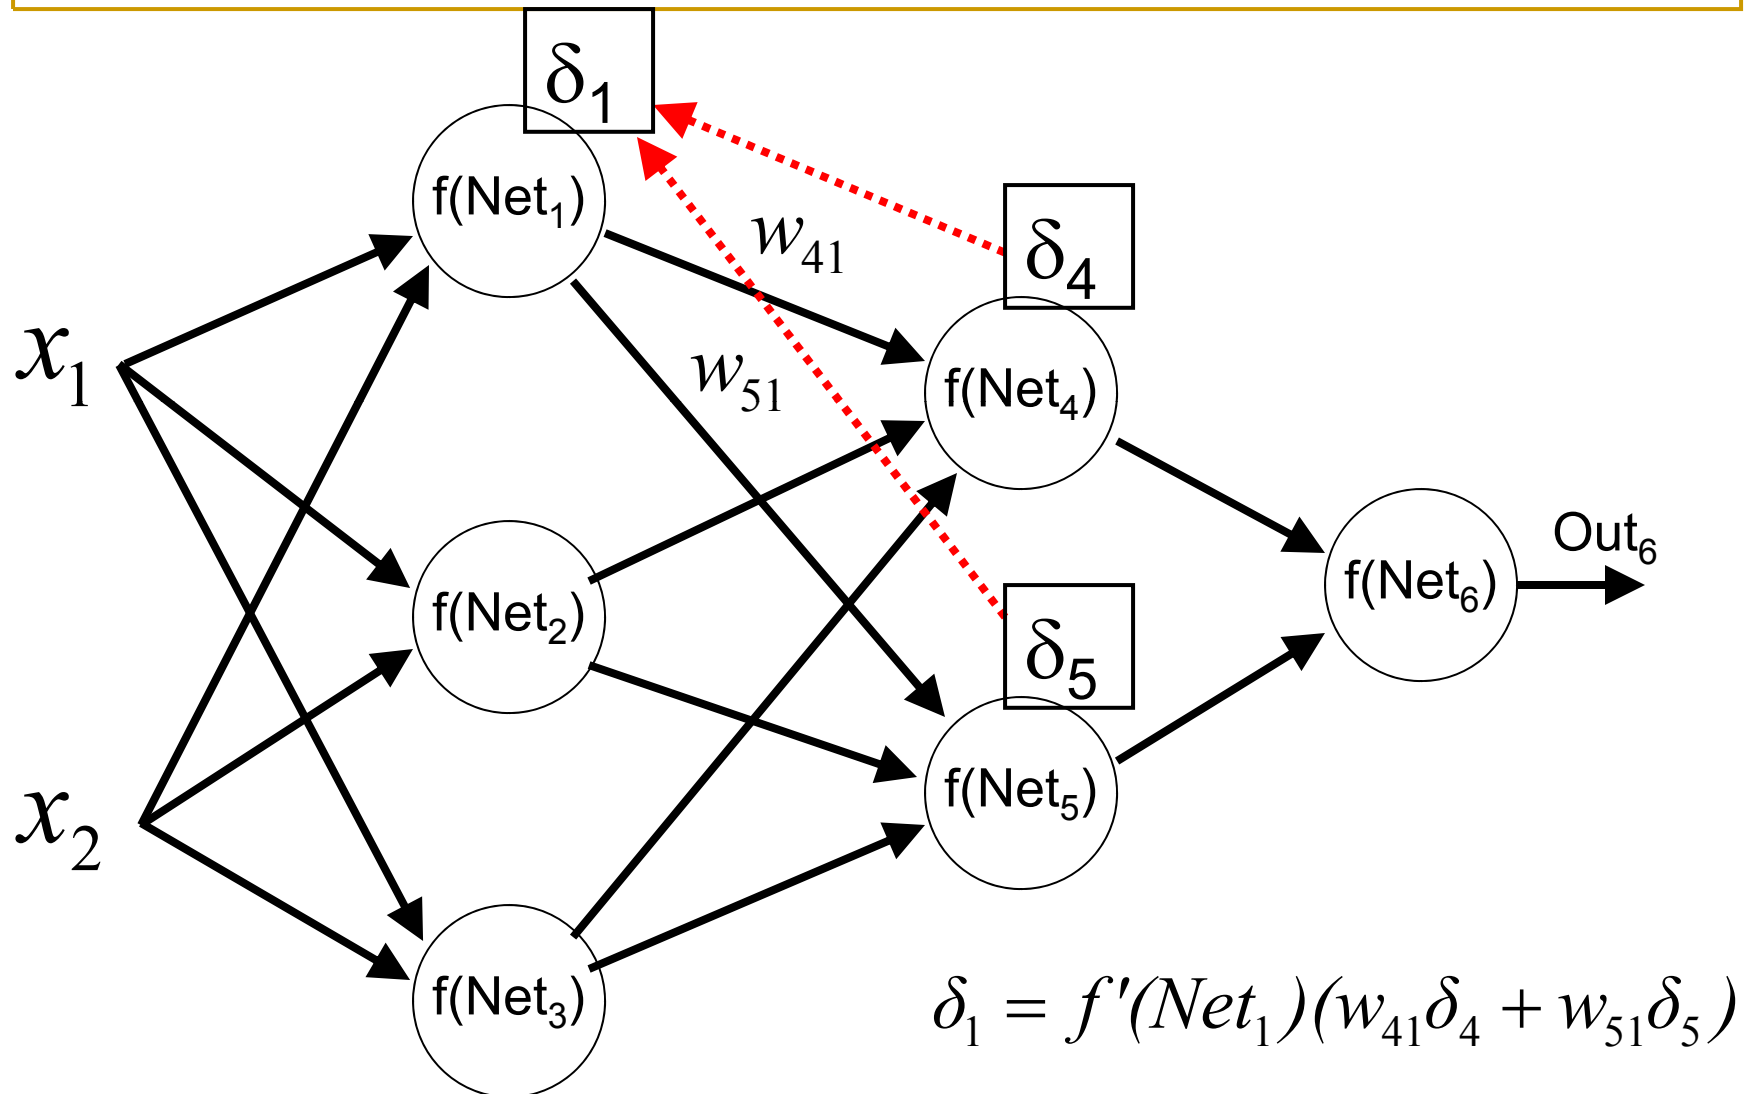 δ₁
f(Net₁)
w₄₁
δ₄
x₁
w₅₁
f(Net₄)
Out₆
f(Net₂)
f(Net₆)
δ₅
x₂
f(Net₅)
f(Net₃)
δ₁ = f'(Net₁)(w₄₁δ₄ + w₅₁δ₅)